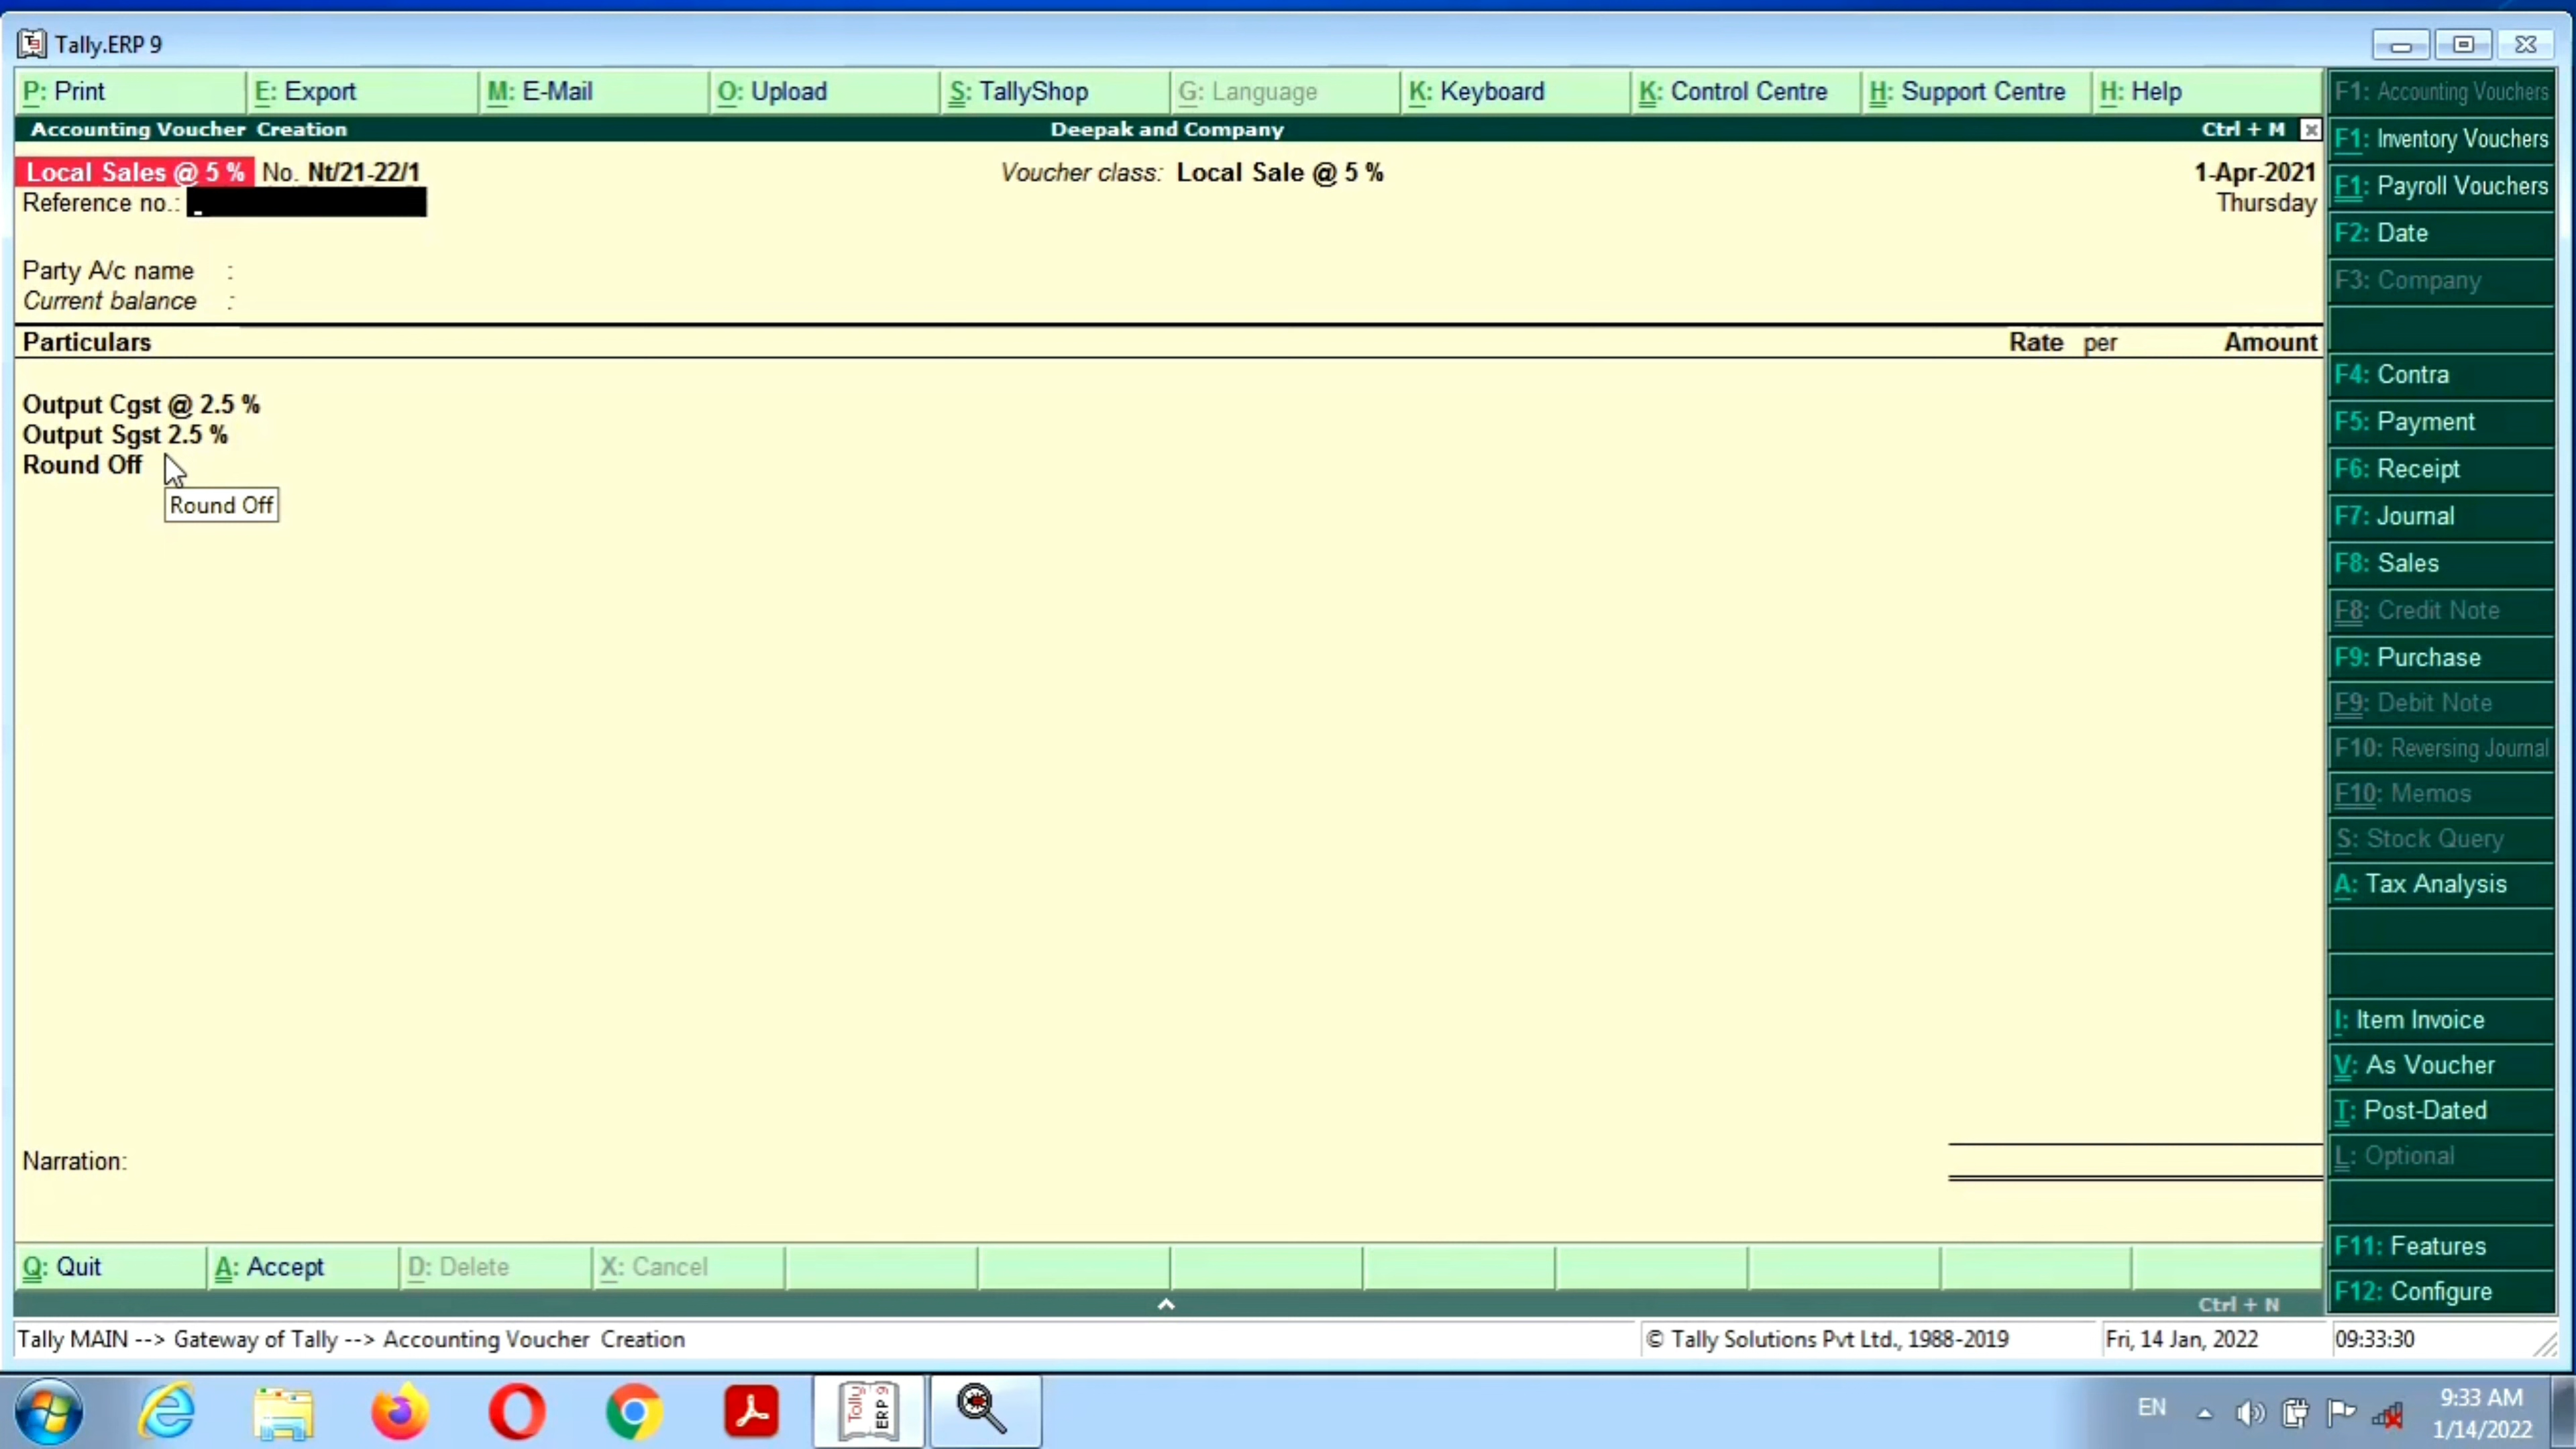 Tally.ERP 9
P: Print E: Export M: E-Mail O: Upload S: TallyShop G: Language K: Keyboard K: Control Centre H: Support Centre H: Help
Accounting Voucher Creation Deepak and Company Ctrl + M
Local Sales @ 5 % No. Nt/21-22/1 Voucher class: Local Sale @ 5 % 1-Apr-2021
Reference no.: Thursday
Party A/c name :
Current balance :
Particulars Rate per Amount
Output Cgst @ 2.5 %
Output Sgst 2.5 %
Round Off
Round Off
Narration:
Q: Quit A: Accept D: Delete X: Cancel
Ctrl + N
F1: Accounting Vouchers
F1: Inventory Vouchers
F1: Payroll Vouchers
F2: Date
F3: Company
F4: Contra
F5: Payment
F6: Receipt
F7: Journal
F8: Sales
F8: Credit Note
F9: Purchase
F9: Debit Note
F10: Reversing Journal
F10: Memos
S: Stock Query
A: Tax Analysis
I: Item Invoice
V: As Voucher
T: Post-Dated
L: Optional
F11: Features
F12: Configure
Tally MAIN --> Gateway of Tally --> Accounting Voucher Creation © Tally Solutions Pvt Ltd., 1988-2019 Fri, 14 Jan, 2022 09:33:30
Tally ERP 9
EN 9:33 AM
1/14/2022